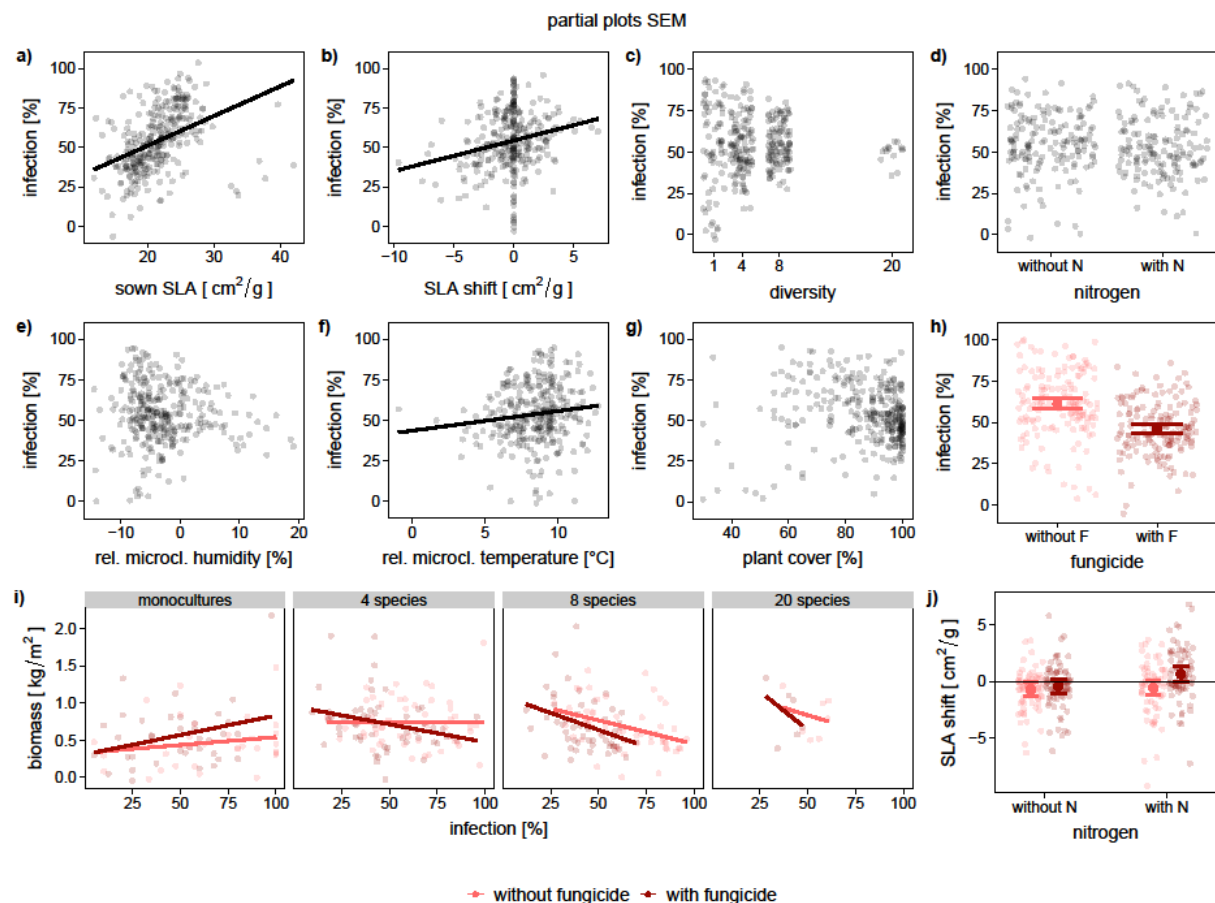 partial plots SEM
a)
infection [%]
100
75
50
25
0
20
30
40
sown SLA [ cm²/g ]
b)
infection [%]
100
75
50
25
0
−10
−5
0
5
SLA shift [ cm²/g ]
c)
infection [%]
100
75
50
25
0
1
4
8
20
diversity
d)
infection [%]
100
75
50
25
0
without N
with N
nitrogen
e)
infection [%]
100
75
50
25
0
−10
0
10
20
rel. microcl. humidity [%]
f)
infection [%]
100
75
50
25
0
0
5
10
rel. microcl. temperature [°C]
g)
infection [%]
100
75
50
25
0
40
60
80
100
plant cover [%]
h)
infection [%]
100
75
50
25
0
without F
with F
fungicide
i)
monocultures
4 species
8 species
20 species
biomass [ kg/m² ]
2.0
1.5
1.0
0.5
0.0
25 50 75 100
25 50 75 100
25 50 75 100
25 50 75 100
infection [%]
j)
SLA shift [ cm²/g ]
5
0
−5
without N
with N
nitrogen
without fungicide
with fungicide